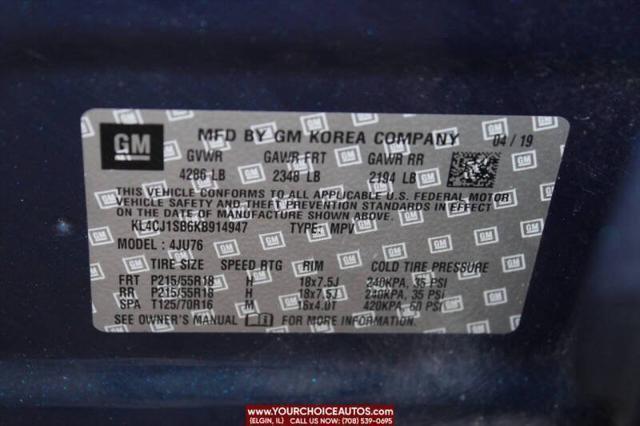 GM
MFD BY GM KOREA COMPANY 04 / 19
GVWR GAWR FRT GAWR RR
4286 LB 2348 LB 2194 LB
THIS VEHICLE CONFORMS TO ALL APPLICABLE U.S. FEDERAL MOTOR
VEHICLE SAFETY, BUMPER, AND THEFT PREVENTION STANDARDS IN
EFFECT ON THE DATE OF MANUFACTURE SHOWN ABOVE.
KL4CJ1SB6KB914947 TYPE: MPV
MODEL: 4JU76
TIRE SIZE SPEED RTG RIM COLD TIRE PRESSURE
FRT P215/55R18 H 18x7.5J 240KPA, 35 PSI
RR P215/55R18 H 18x7.5J 240KPA, 35 PSI
SPA T125/70R16 M 16x4.0T 420KPA, 60 PSI
SEE OWNER'S MANUAL FOR MORE INFORMATION.
WWW.YOURCHOICEAUTOS.COM
(ELGIN, IL) (708) 539-0695